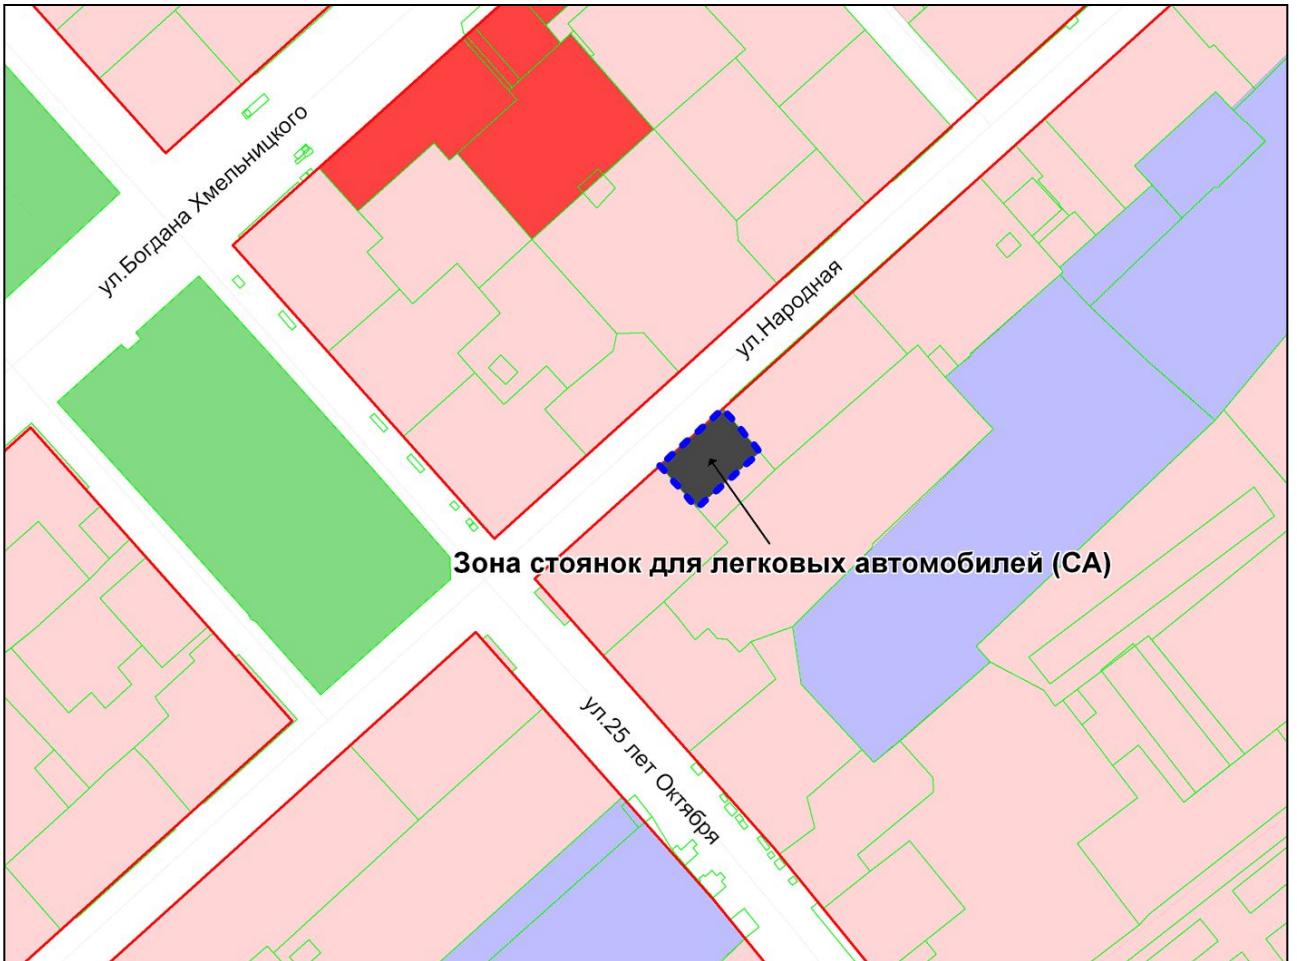 ул.Богдана Хмельницкого
ул.Народная
Зона стоянок для легковых автомобилей (СА)
ул.25 лет Октября